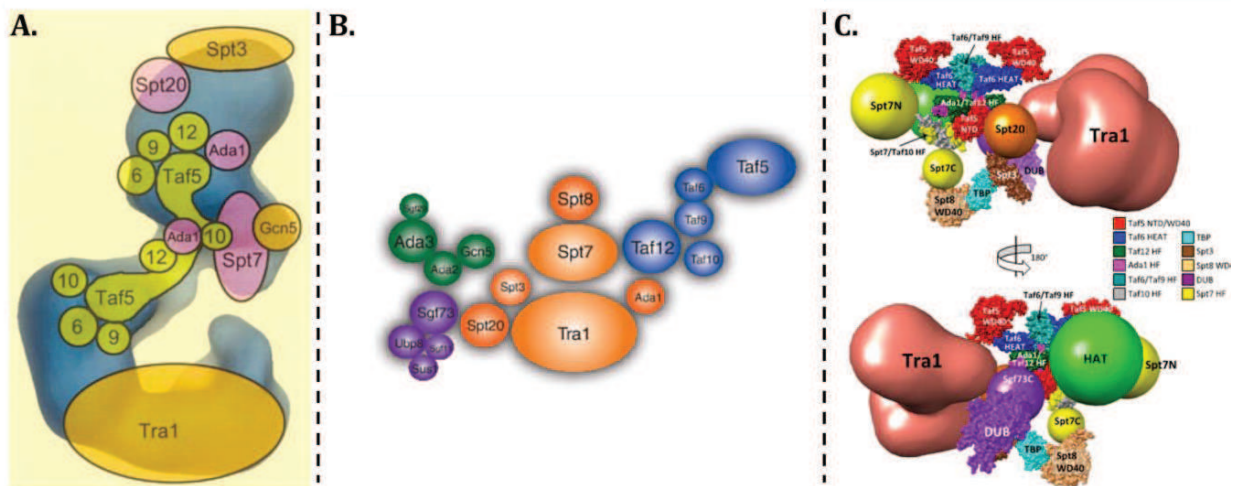 A.
Spt3
Spt20
12
9
Ada1
6
Taf5
Ada1
10
Gcn5
Spt7
12
10
Taf5
6
9
Tra1
B.
Taf5
Taf6
Spt8
Taf9
Ada3
Gcn5
Spt7
Taf12
Ada2
Taf10
Spt3
Ada1
Sgf73
Spt20
Tra1
Ubp8
Sus1
C.
Taf6/Taf9 HF
Taf5
WD40
Taf5
WD40
Taf6
HEAT
Taf6 HEAT
Spt7N
Ada1/Taf12 HF
Taf5
NTD
Spt20
Tra1
Spt7/Taf10 HF
Spt7C
Spt3
DUB
TBP
Spt8
WD40
Taf5 NTD/WD40
Taf6 HEAT
TBP
Taf12 HF
Spt3
Ada1 HF
Spt8 WD
Taf6/Taf9 HF
DUB
Taf10 HF
Spt7 HF
180°
Taf6/Taf9 HF
Taf5
WD40
Taf5 WD40
Taf6
HEAT
Tra1
Ada1/
Taf12 HF
HAT
Spt7N
Sgf73C
Spt7C
DUB
TBP
Spt8
WD40